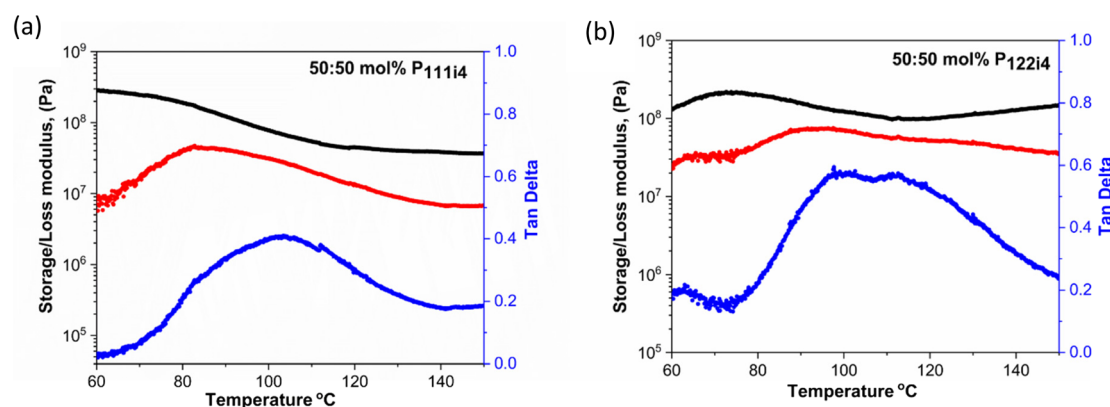 (a)
50:50 mol% P111i4
Storage/Loss modulus, (Pa)
10⁹
10⁸
10⁷
10⁶
10⁵
1.0
0.8
0.6
0.4
0.2
0.0
Tan Delta
60 80 100 120 140
Temperature °C
(b)
50:50 mol% P122i4
Storage/Loss modulus, (Pa)
10⁹
10⁸
10⁷
10⁶
10⁵
1.0
0.8
0.6
0.4
0.2
0.0
Tan Delta
60 80 100 120 140
Temperature °C